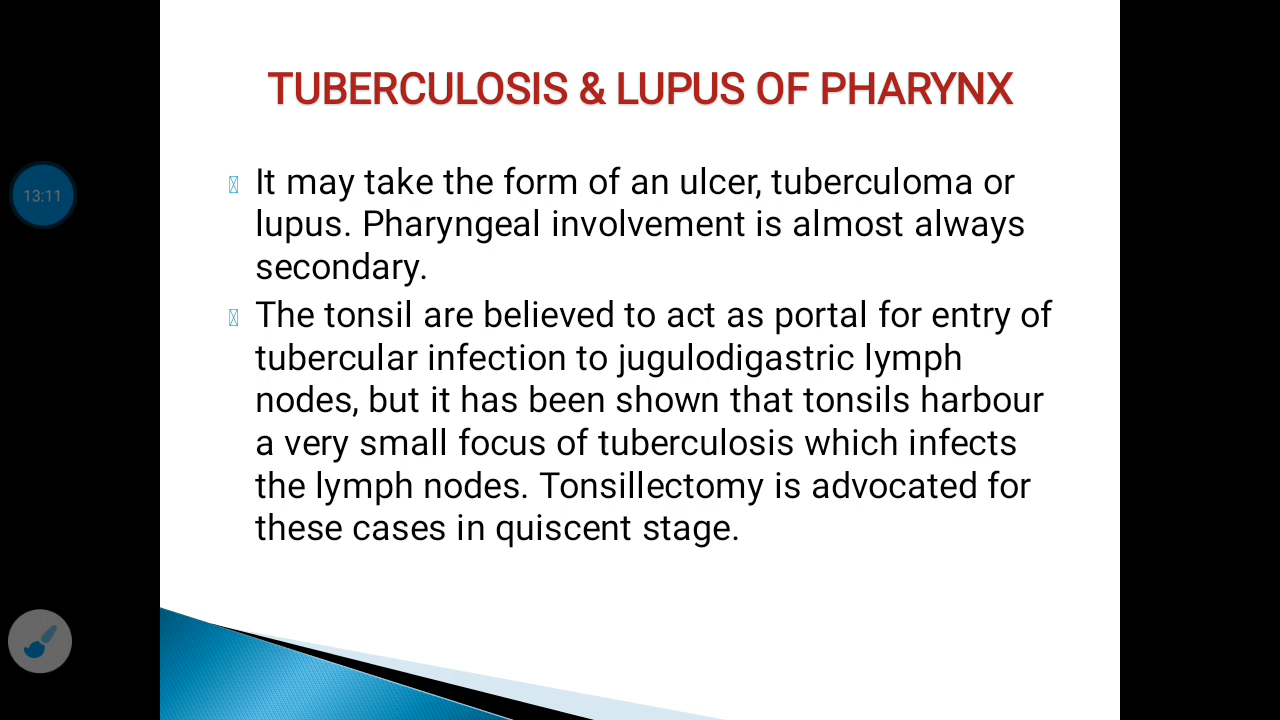 TUBERCULOSIS & LUPUS OF PHARYNX
13:11
It may take the form of an ulcer, tuberculoma or
lupus. Pharyngeal involvement is almost always
secondary.
The tonsil are believed to act as portal for entry of
tubercular infection to jugulodigastric lymph
nodes, but it has been shown that tonsils harbour
a very small focus of tuberculosis which infects
the lymph nodes. Tonsillectomy is advocated for
these cases in quiscent stage.